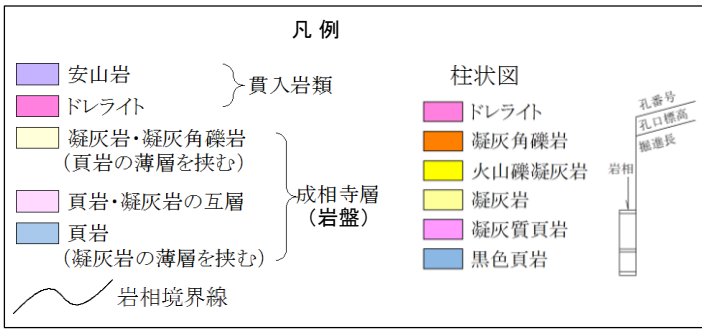 凡 例
安山岩
ドレライト
貫入岩類
凝灰岩・凝灰角礫岩
(頁岩の薄層を挟む)
頁岩・凝灰岩の互層
頁岩
(凝灰岩の薄層を挟む)
成相寺層
(岩盤)
岩相境界線
柱状図
ドレライト
凝灰角礫岩
火山礫凝灰岩
凝灰岩
凝灰質頁岩
黒色頁岩
孔番号
孔口標高
掘進長
岩相